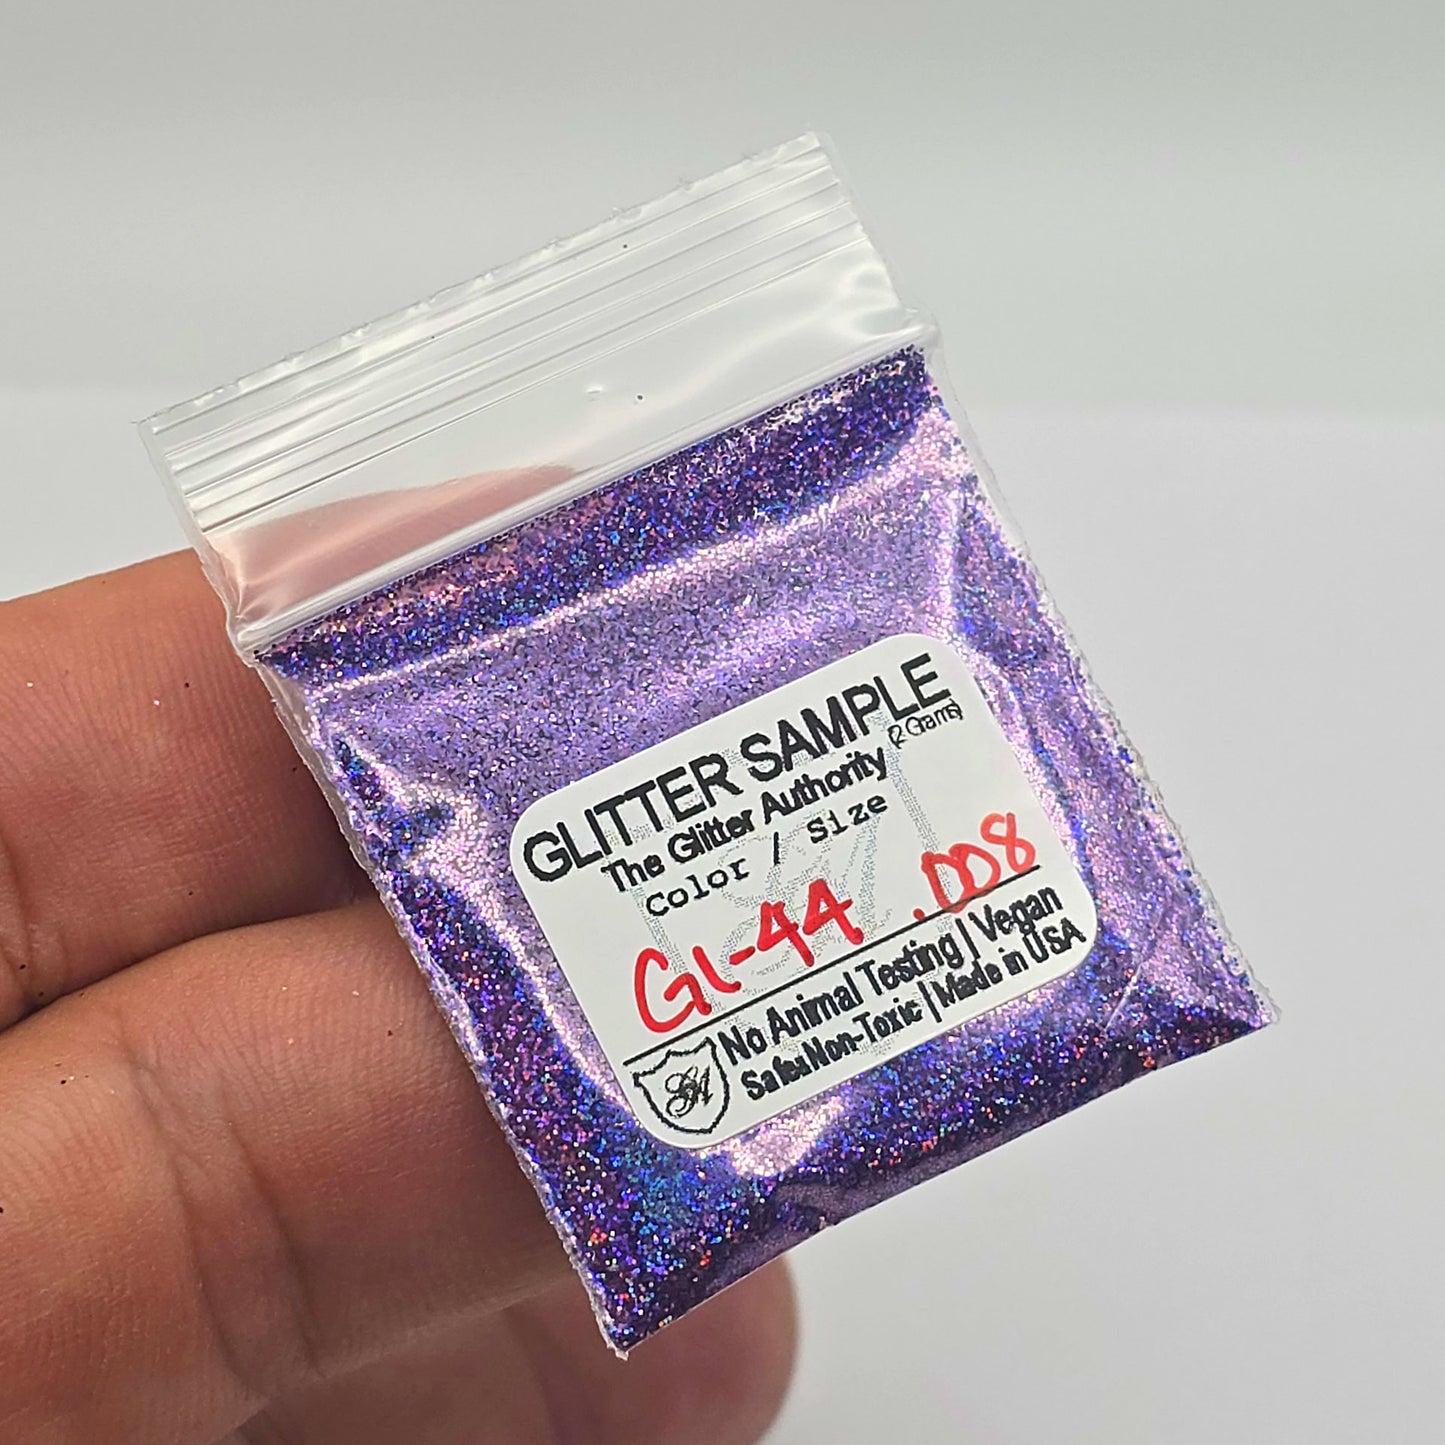 GLITTER SAMPLE
(2 Grams)
The Glitter Authority
Color / Size
GL-44 .008
No Animal Testing | Vegan
Safe Non-Toxic | Made in USA
GA